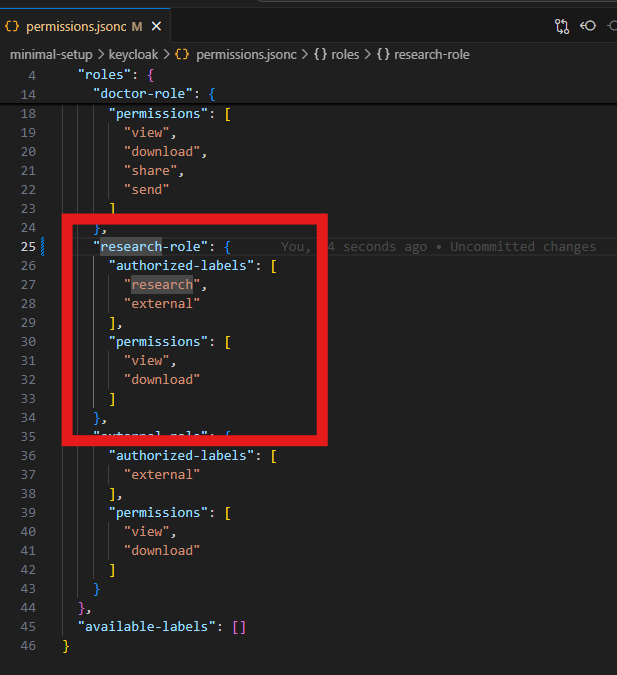 permissions.jsonc M
minimal-setup > keycloak > permissions.jsonc > {} roles > {} research-role
4 "roles": {
14 "doctor-role": {
18 "permissions": [
19 "view",
20 "download",
21 "share",
22 "send"
23 ]
24 },
25 "research-role": { You, 4 seconds ago • Uncommitted changes
26 "authorized-labels": [
27 "research",
28 "external"
29 ],
30 "permissions": [
31 "view",
32 "download"
33 ]
34 },
35 "external-role": {
36 "authorized-labels": [
37 "external"
38 ],
39 "permissions": [
40 "view",
41 "download"
42 ]
43 }
44 },
45 "available-labels": []
46 }